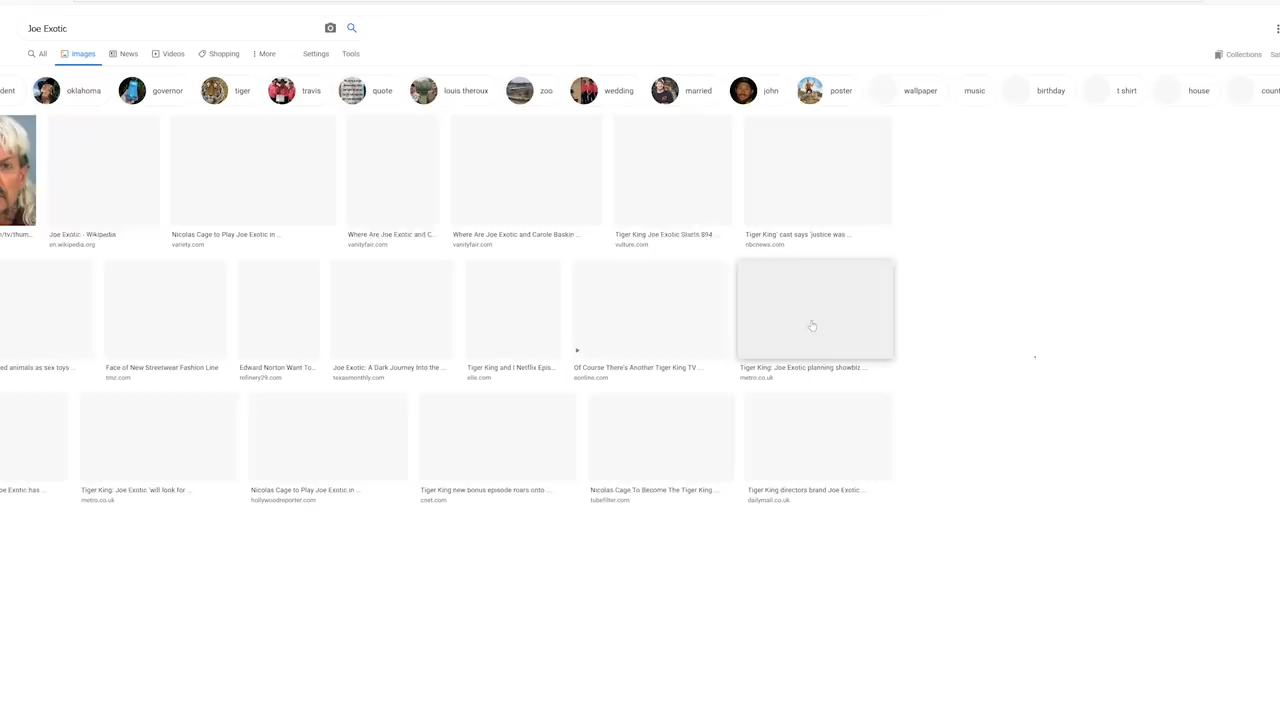 Joe Exotic
All Images News Videos Shopping More Settings Tools
Collections
dent oklahoma governor tiger travis quote louis theroux zoo wedding married john poster wallpaper music birthday t shirt house count
n/tv/thum... Joe Exotic - Wikipedia Nicolas Cage to Play Joe Exotic in ... Where Are Joe Exotic and C... Where Are Joe Exotic and Carole Baskin ... Tiger King Joe Exotic Starts $94 ... Tiger King' cast says 'justice was ...
en.wikipedia.org variety.com vanityfair.com vanityfair.com vulture.com nbcnews.com
ed animals as sex toys ... Face of New Streetwear Fashion Line Edward Norton Want To... Joe Exotic: A Dark Journey Into the ... Tiger King and I Netflix Epis... Of Course There's Another Tiger King TV ... Tiger King: Joe Exotic planning showbiz ...
tmz.com refinery29.com texasmonthly.com elle.com eonline.com metro.co.uk
oe Exotic has ... Tiger King: Joe Exotic 'will look for ... Nicolas Cage to Play Joe Exotic in ... Tiger King new bonus episode roars onto ... Nicolas Cage To Become The Tiger King ... Tiger King directors brand Joe Exotic ...
metro.co.uk hollywoodreporter.com cnet.com tubefilter.com dailymail.co.uk